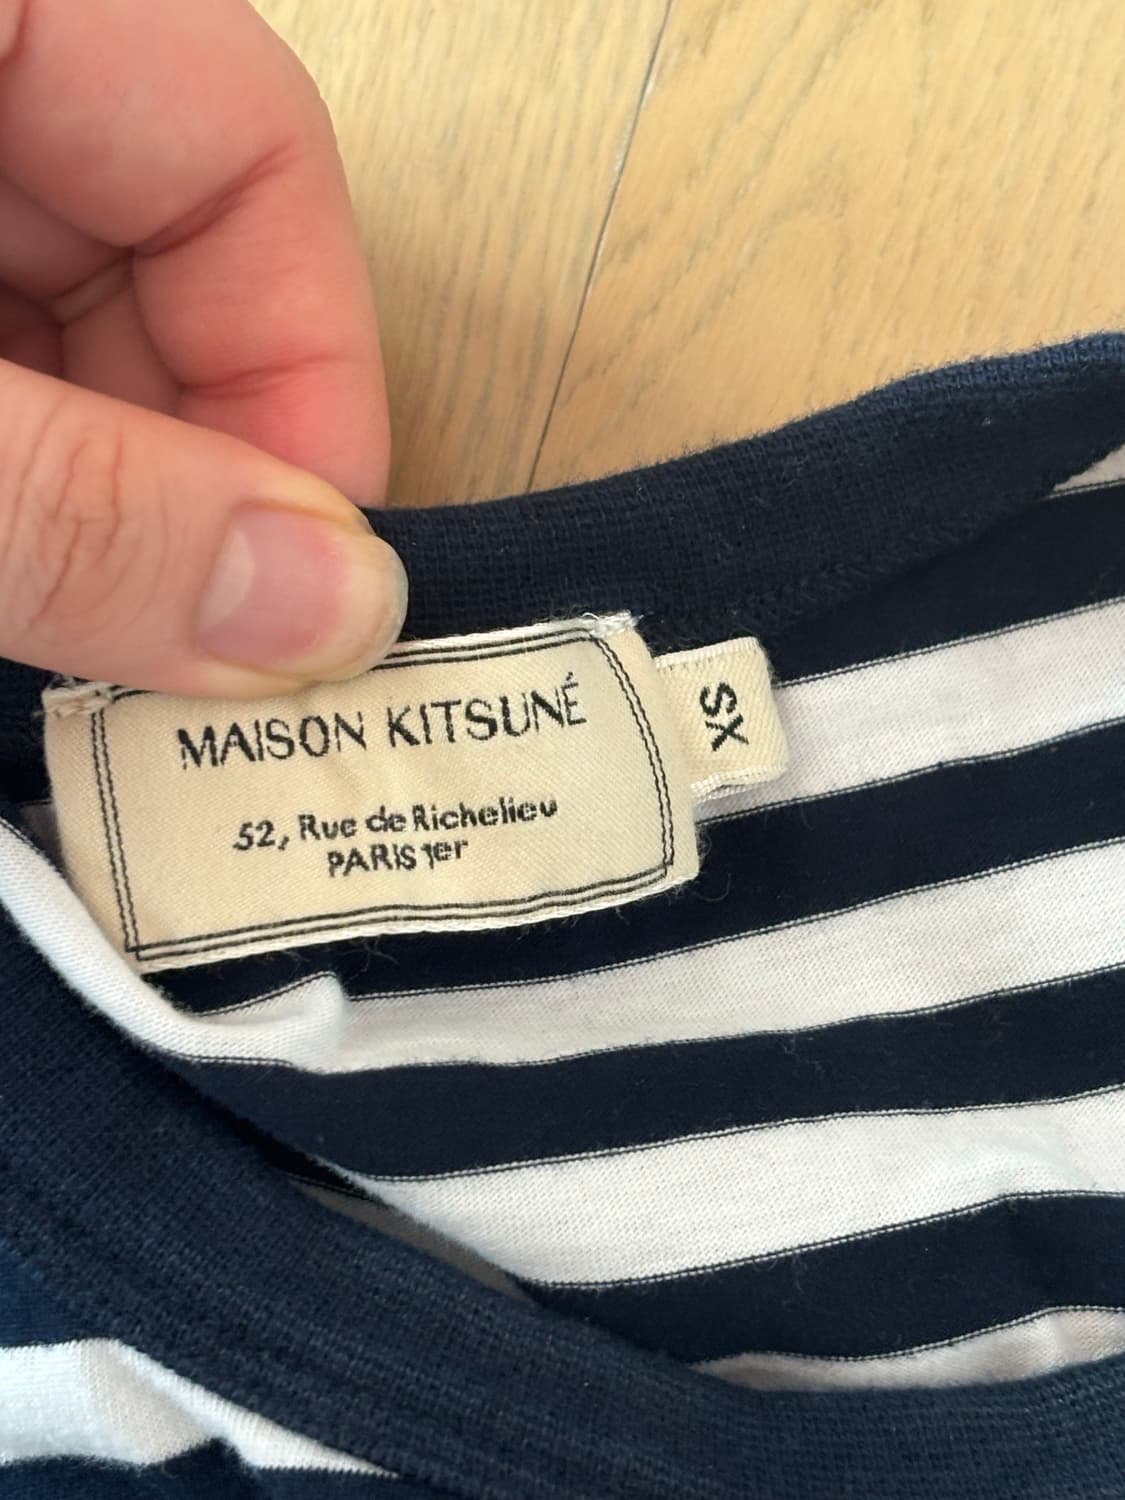 MAISON KITSUNÉ
52, Rue de Richelieu
PARIS 1er
XS